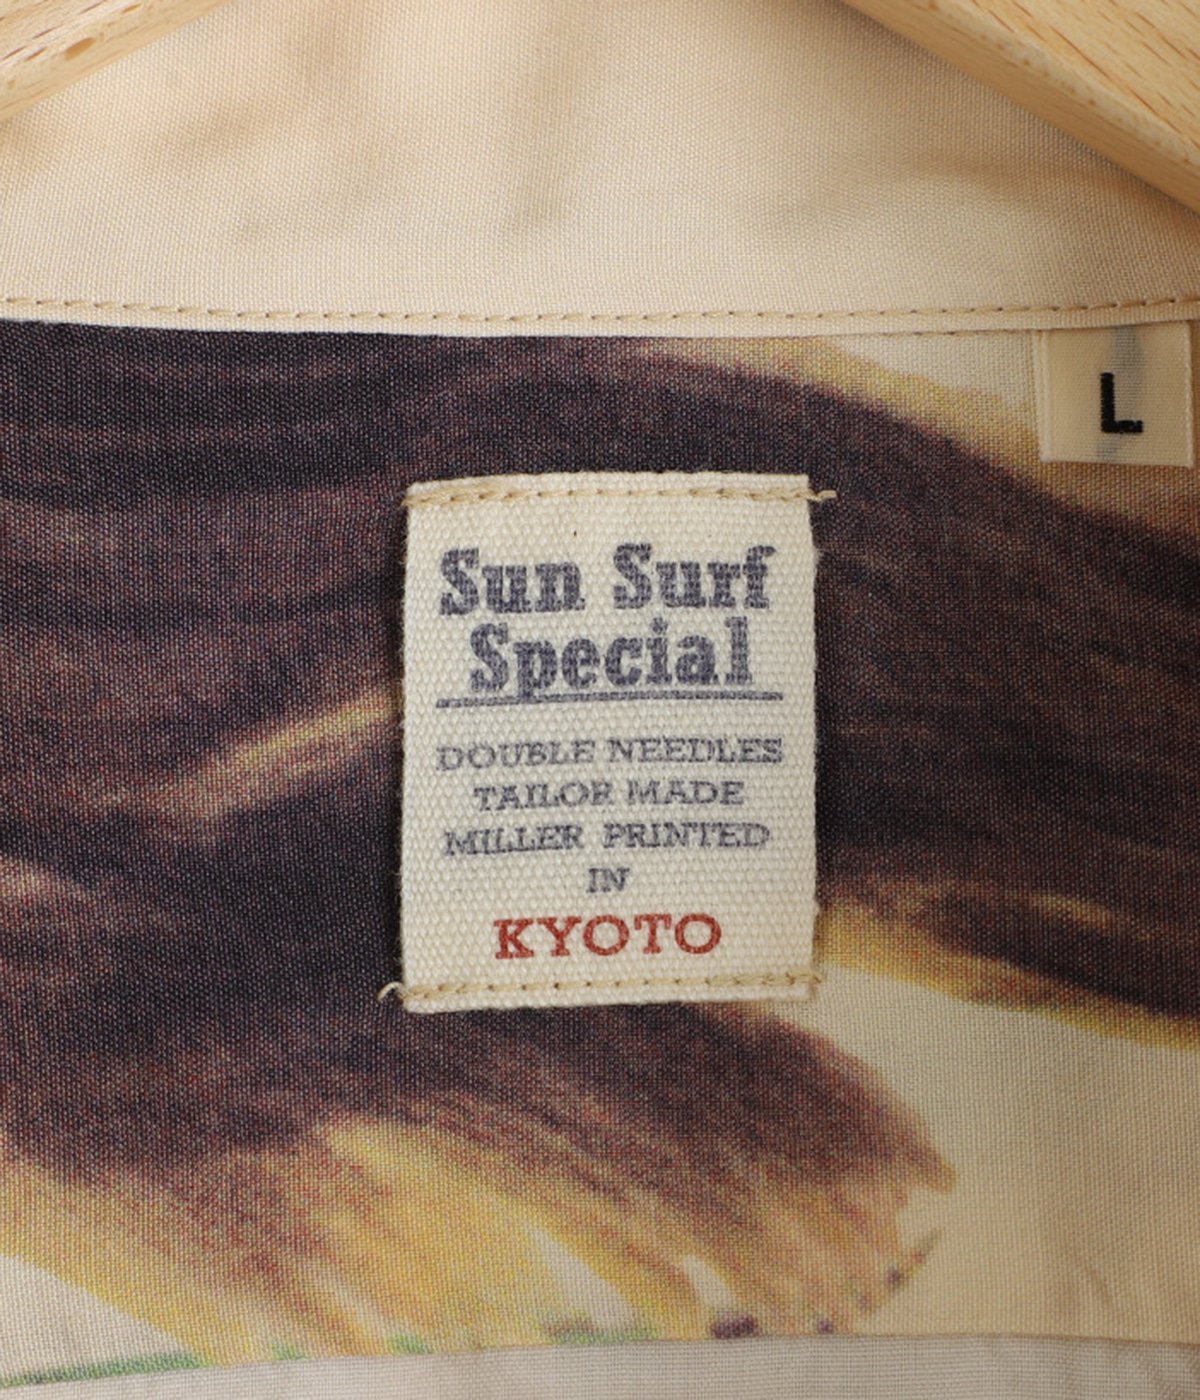 L
Sun Surf
Special
DOUBLE NEEDLES
TAILOR MADE
MILLER PRINTED
IN
KYOTO